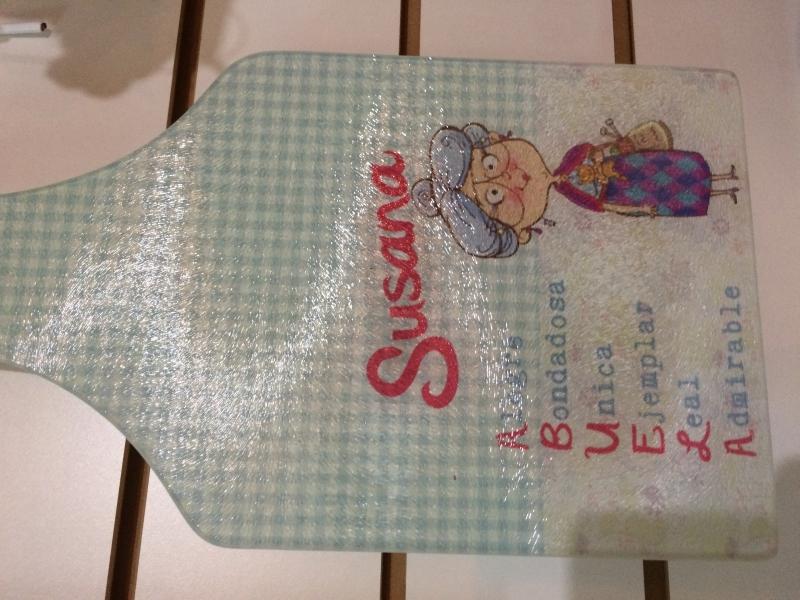 Susana
Alegre
Bondadosa
Unica
Ejemplar
Leal
Admirable